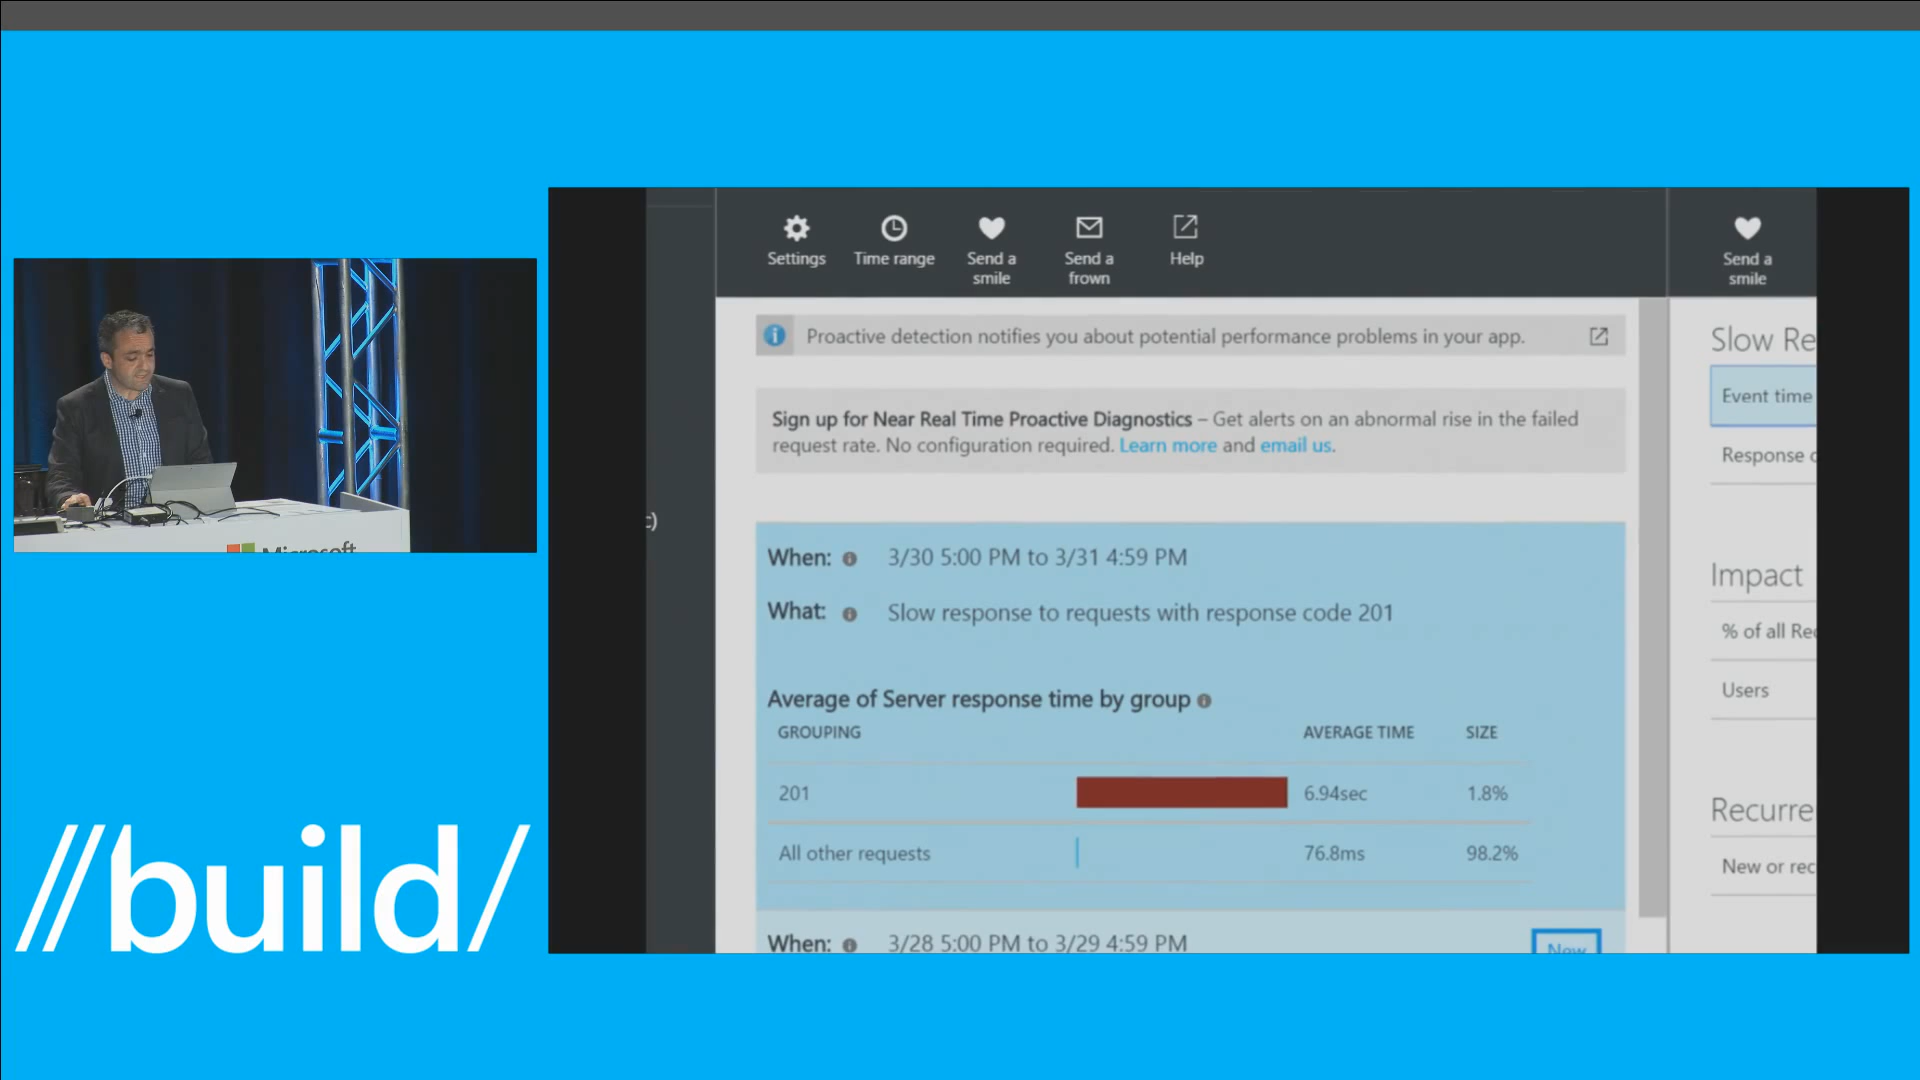 Settings
Time range
Send a
smile
Send a
frown
Help
Send a
smile
Proactive detection notifies you about potential performance problems in your app.
Sign up for Near Real Time Proactive Diagnostics – Get alerts on an abnormal rise in the failed
request rate. No configuration required. Learn more and email us.
When: 3/30 5:00 PM to 3/31 4:59 PM
What: Slow response to requests with response code 201
Average of Server response time by group
GROUPING AVERAGE TIME SIZE
201 6.94sec 1.8%
All other requests 76.8ms 98.2%
When: 3/28 5:00 PM to 3/29 4:59 PM
New
Slow Re
Event time
Response c
Impact
% of all Rec
Users
Recurre
New or rec
:)
Microsoft
//build/